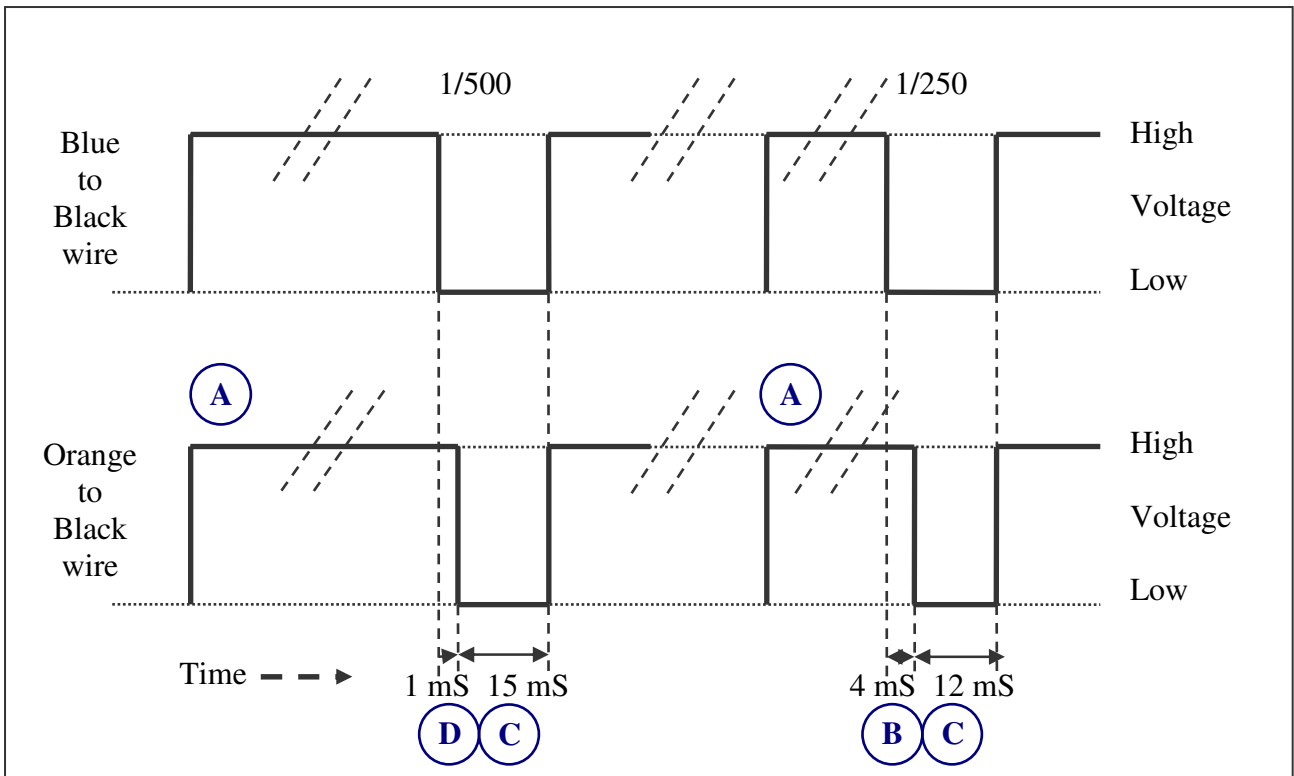 1/500
1/250
Blue
to
Black
wire
High
Voltage
Low
A
A
Orange
to
Black
wire
High
Voltage
Low
Time
1 mS
15 mS
4 mS
12 mS
D
C
B
C